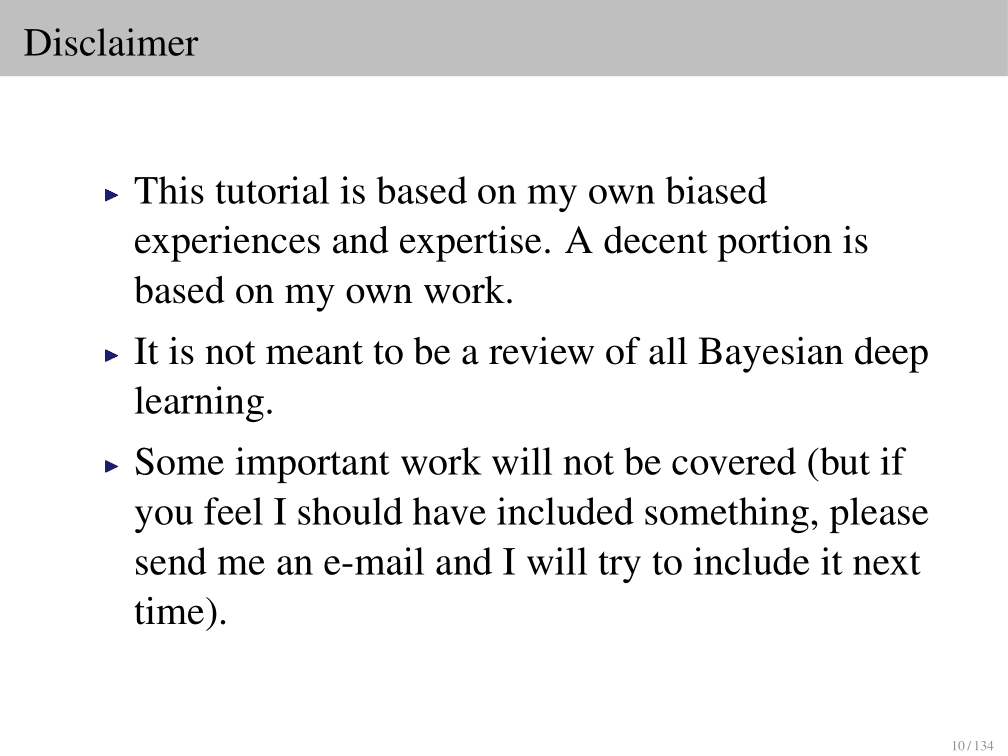 Disclaimer
▶ This tutorial is based on my own biased
experiences and expertise. A decent portion is
based on my own work.
▶ It is not meant to be a review of all Bayesian deep
learning.
▶ Some important work will not be covered (but if
you feel I should have included something, please
send me an e-mail and I will try to include it next
time).
10 / 134